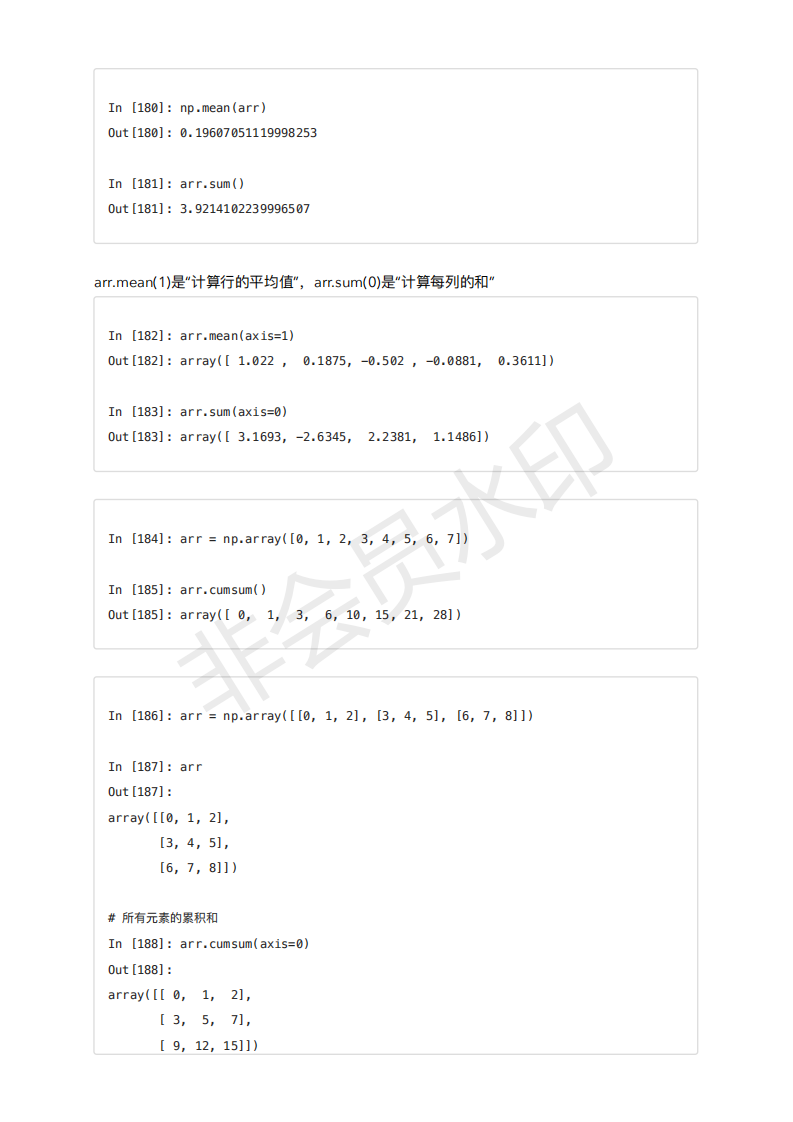 In [180]: np.mean(arr)
Out[180]: 0.19607051119998253
In [181]: arr.sum()
Out[181]: 3.9214102239996507
arr.mean(1)是“计算行的平均值”，arr.sum(0)是“计算每列的和”
In [182]: arr.mean(axis=1)
Out[182]: array([ 1.022 ,  0.1875, -0.502 , -0.0881,  0.3611])
In [183]: arr.sum(axis=0)
Out[183]: array([ 3.1693, -2.6345,  2.2381,  1.1486])
In [184]: arr = np.array([0, 1, 2, 3, 4, 5, 6, 7])
In [185]: arr.cumsum()
Out[185]: array([ 0,  1,  3,  6, 10, 15, 21, 28])
In [186]: arr = np.array([[0, 1, 2], [3, 4, 5], [6, 7, 8]])
In [187]: arr
Out[187]:
array([[0, 1, 2],
       [3, 4, 5],
       [6, 7, 8]])
# 所有元素的累积和
In [188]: arr.cumsum(axis=0)
Out[188]:
array([[ 0,  1,  2],
       [ 3,  5,  7],
       [ 9, 12, 15]])
非会员水印